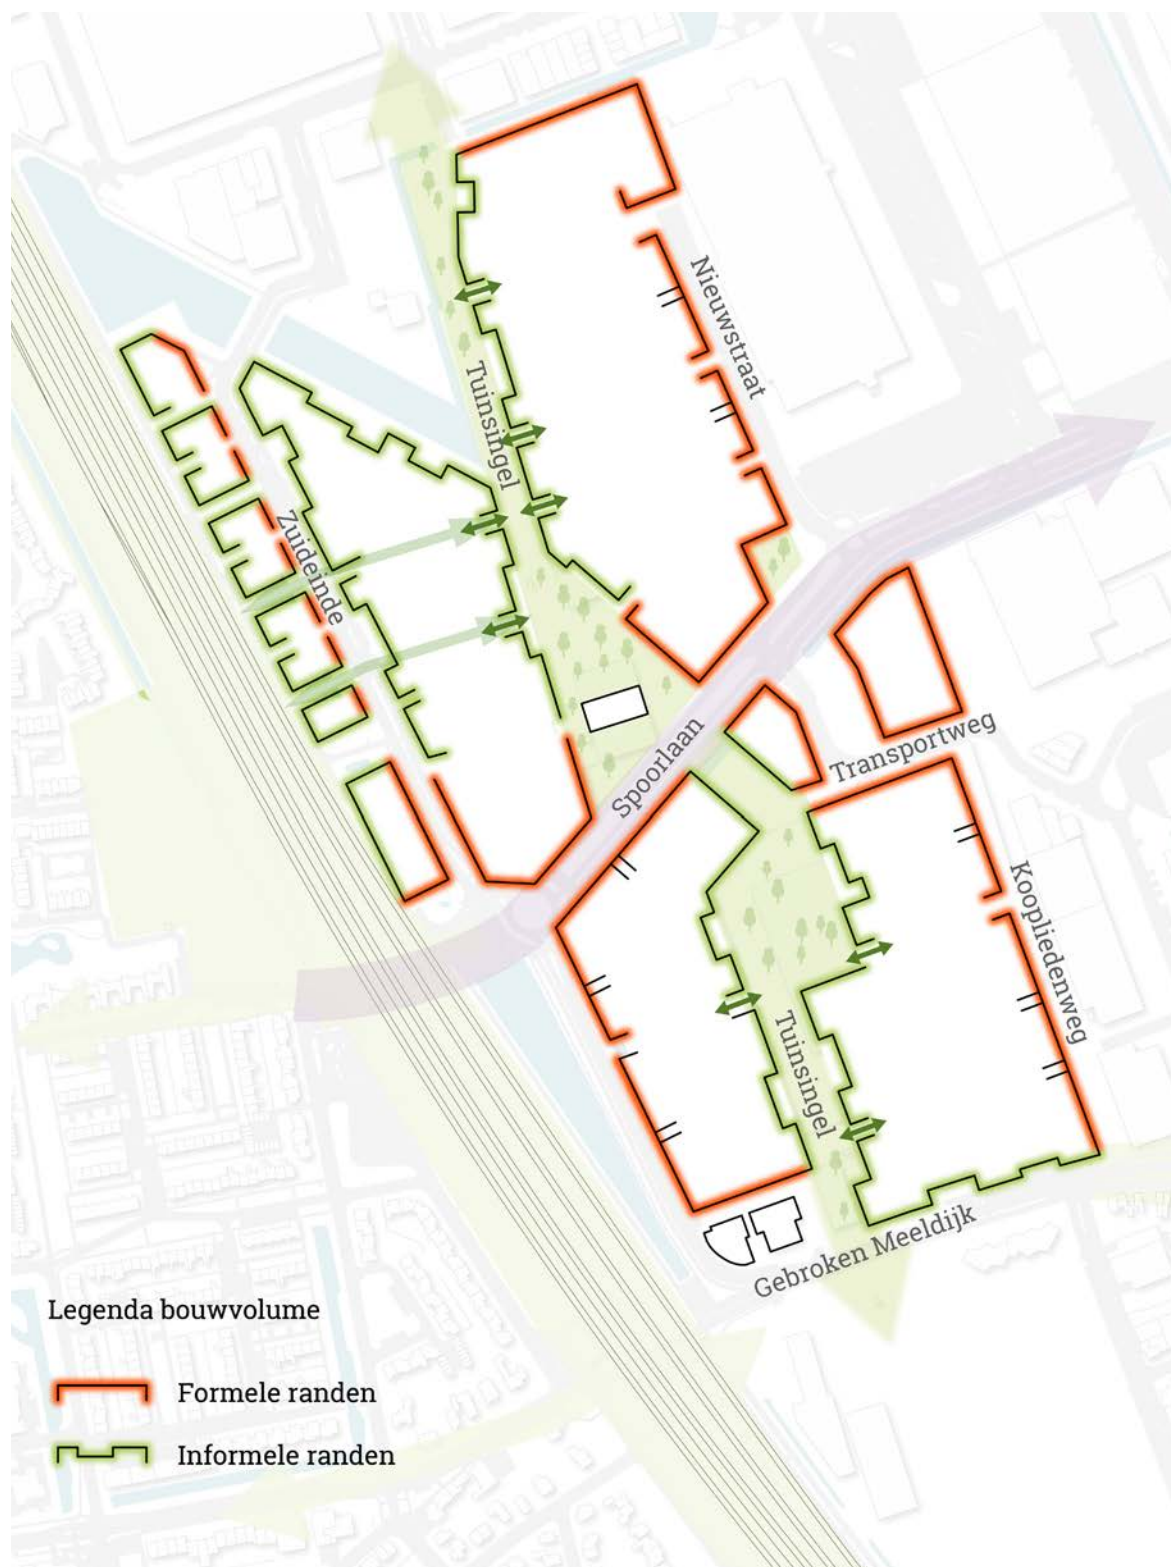 Nieuwstraat
Tuinsingel
Zuideinde
Spoorlaan
Transportweg
Koopliedenweg
Tuinsingel
Gebroken Meeldijk
Legenda bouwvolume
Formele randen
Informele randen